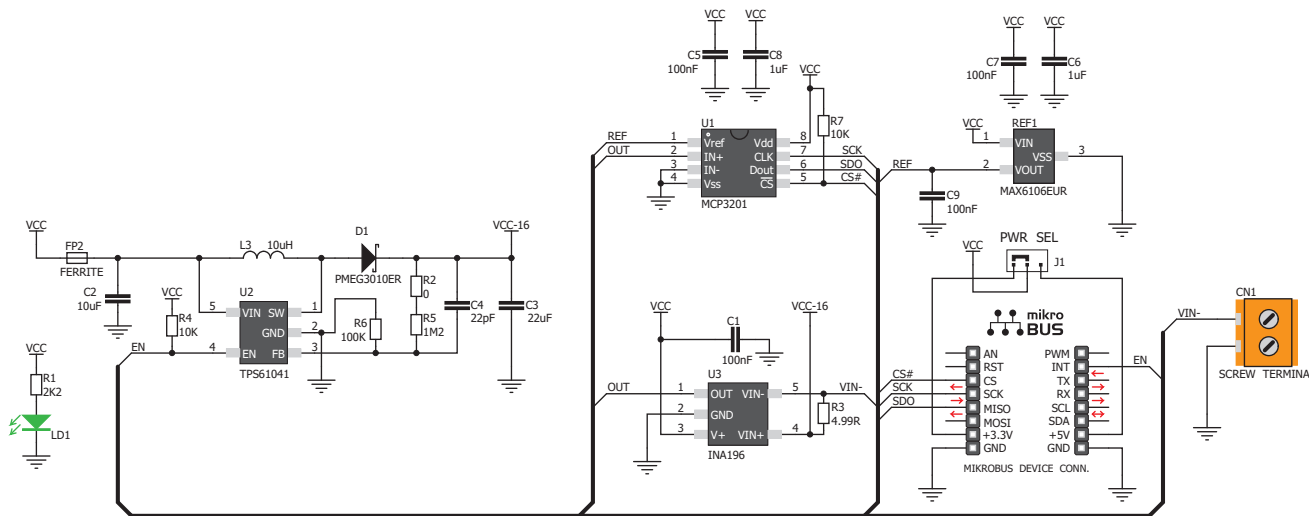 VCC VCC VCC VCC
C5 100nF C8 1uF VCC C7 100nF C6 1uF
U1 R7 10K VCC REF1
REF 1 Vref Vdd 8
OUT 2 IN+ CLK 7 SCK
3 IN- Dout 6 SDO
4 Vss CS 5 CS#
MCP3201
1 VIN VSS 3
REF 2 VOUT
MAX6106EUR
C9 100nF
VCC FP2 FERRITE L3 10uH D1 PMEG3010ER VCC-16
C2 10uF VCC R4 10K
U2
5 VIN SW 1
GND 2
EN 4 EN FB 3
TPS61041
R6 100K R2 0 R5 1M2 C4 22pF C3 22uF
VCC R1 2K2 LD1
VCC C1 100nF VCC-16
U3
OUT 1 OUT VIN- 5 VIN-
2 GND
3 V+ VIN+ 4
INA196
R3 4.99R
PWR SEL
VCC J1
mikro
BUS
AN PWM
RST INT EN
CS# CS TX
SCK SCK RX
SDO MISO SCL
MOSI SDA
+3.3V +5V
GND GND
MIKROBUS DEVICE CONN.
CN1
VIN-
SCREW TERMINA